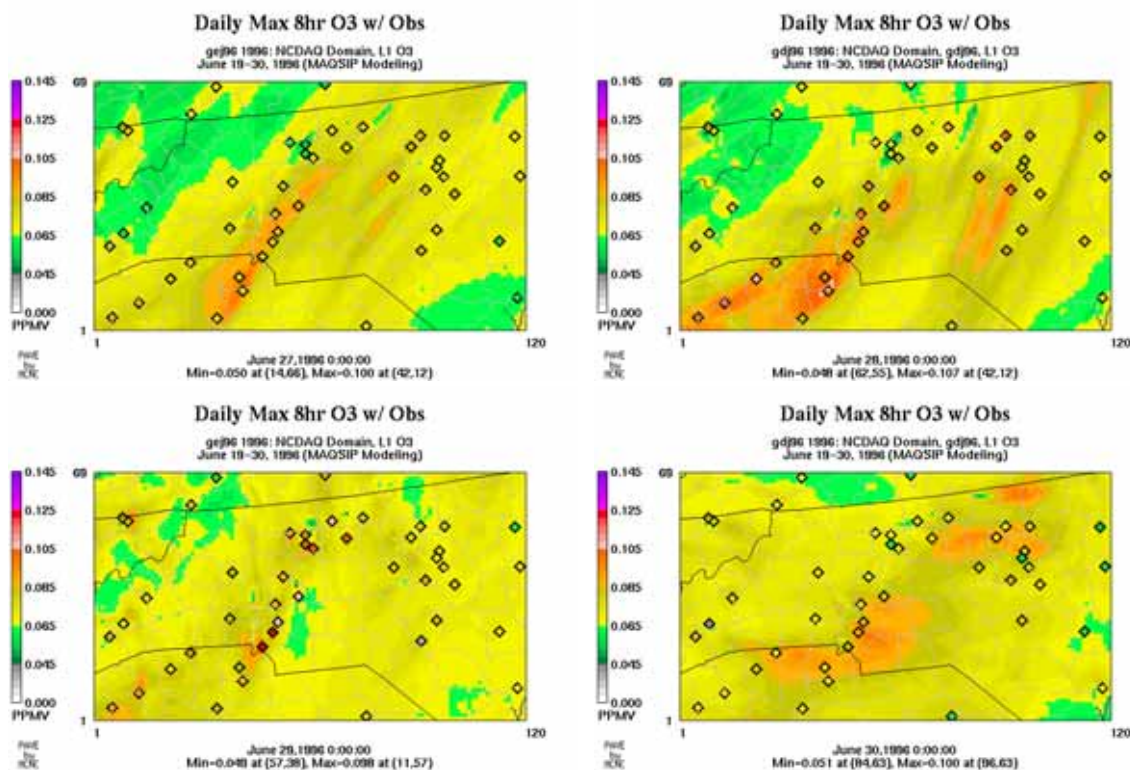 Daily Max 8hr O3 w/ Obs
gej96 1996: NCDAQ Domain, L1 O3
June 19-30, 1996 (MAQSIP Modeling)
0.145
0.125
0.105
0.085
0.065
0.045
0.000
PPMV
69
1
1
120
June 27,1996 0:00:00
Min=0.050 at (14,66), Max=0.100 at (42,12)
Daily Max 8hr O3 w/ Obs
gdj96 1996: NCDAQ Domain, gdj96, L1 O3
June 19-30, 1996 (MAQSIP Modeling)
0.145
0.125
0.105
0.085
0.065
0.045
0.000
PPMV
69
1
1
120
June 28,1996 0:00:00
Min=0.048 at (62,55), Max=0.107 at (42,12)
Daily Max 8hr O3 w/ Obs
gej96 1996: NCDAQ Domain, L1 O3
June 19-30, 1996 (MAQSIP Modeling)
0.145
0.125
0.105
0.085
0.065
0.045
0.000
PPMV
69
1
1
120
June 29,1996 0:00:00
Min=0.048 at (57,38), Max=0.098 at (11,57)
Daily Max 8hr O3 w/ Obs
gdj96 1996: NCDAQ Domain, gdj96, L1 O3
June 19-30, 1996 (MAQSIP Modeling)
0.145
0.125
0.105
0.085
0.065
0.045
0.000
PPMV
69
1
1
120
June 30,1996 0:00:00
Min=0.051 at (84,63), Max=0.100 at (96,63)